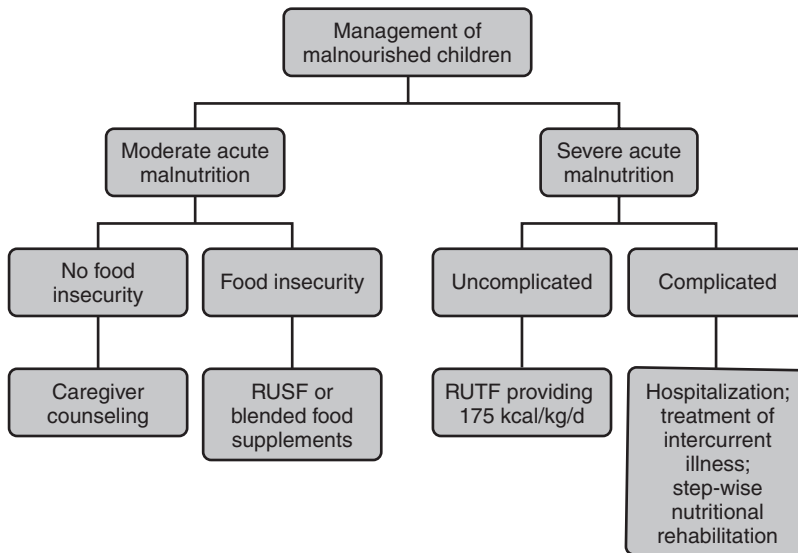 Management of
malnourished children
Moderate acute
malnutrition
Severe acute
malnutrition
No food
insecurity
Food insecurity
Uncomplicated
Complicated
Caregiver
counseling
RUSF or
blended food
supplements
RUTF providing
175 kcal/kg/d
Hospitalization;
treatment of
intercurrent
illness;
step-wise
nutritional
rehabilitation